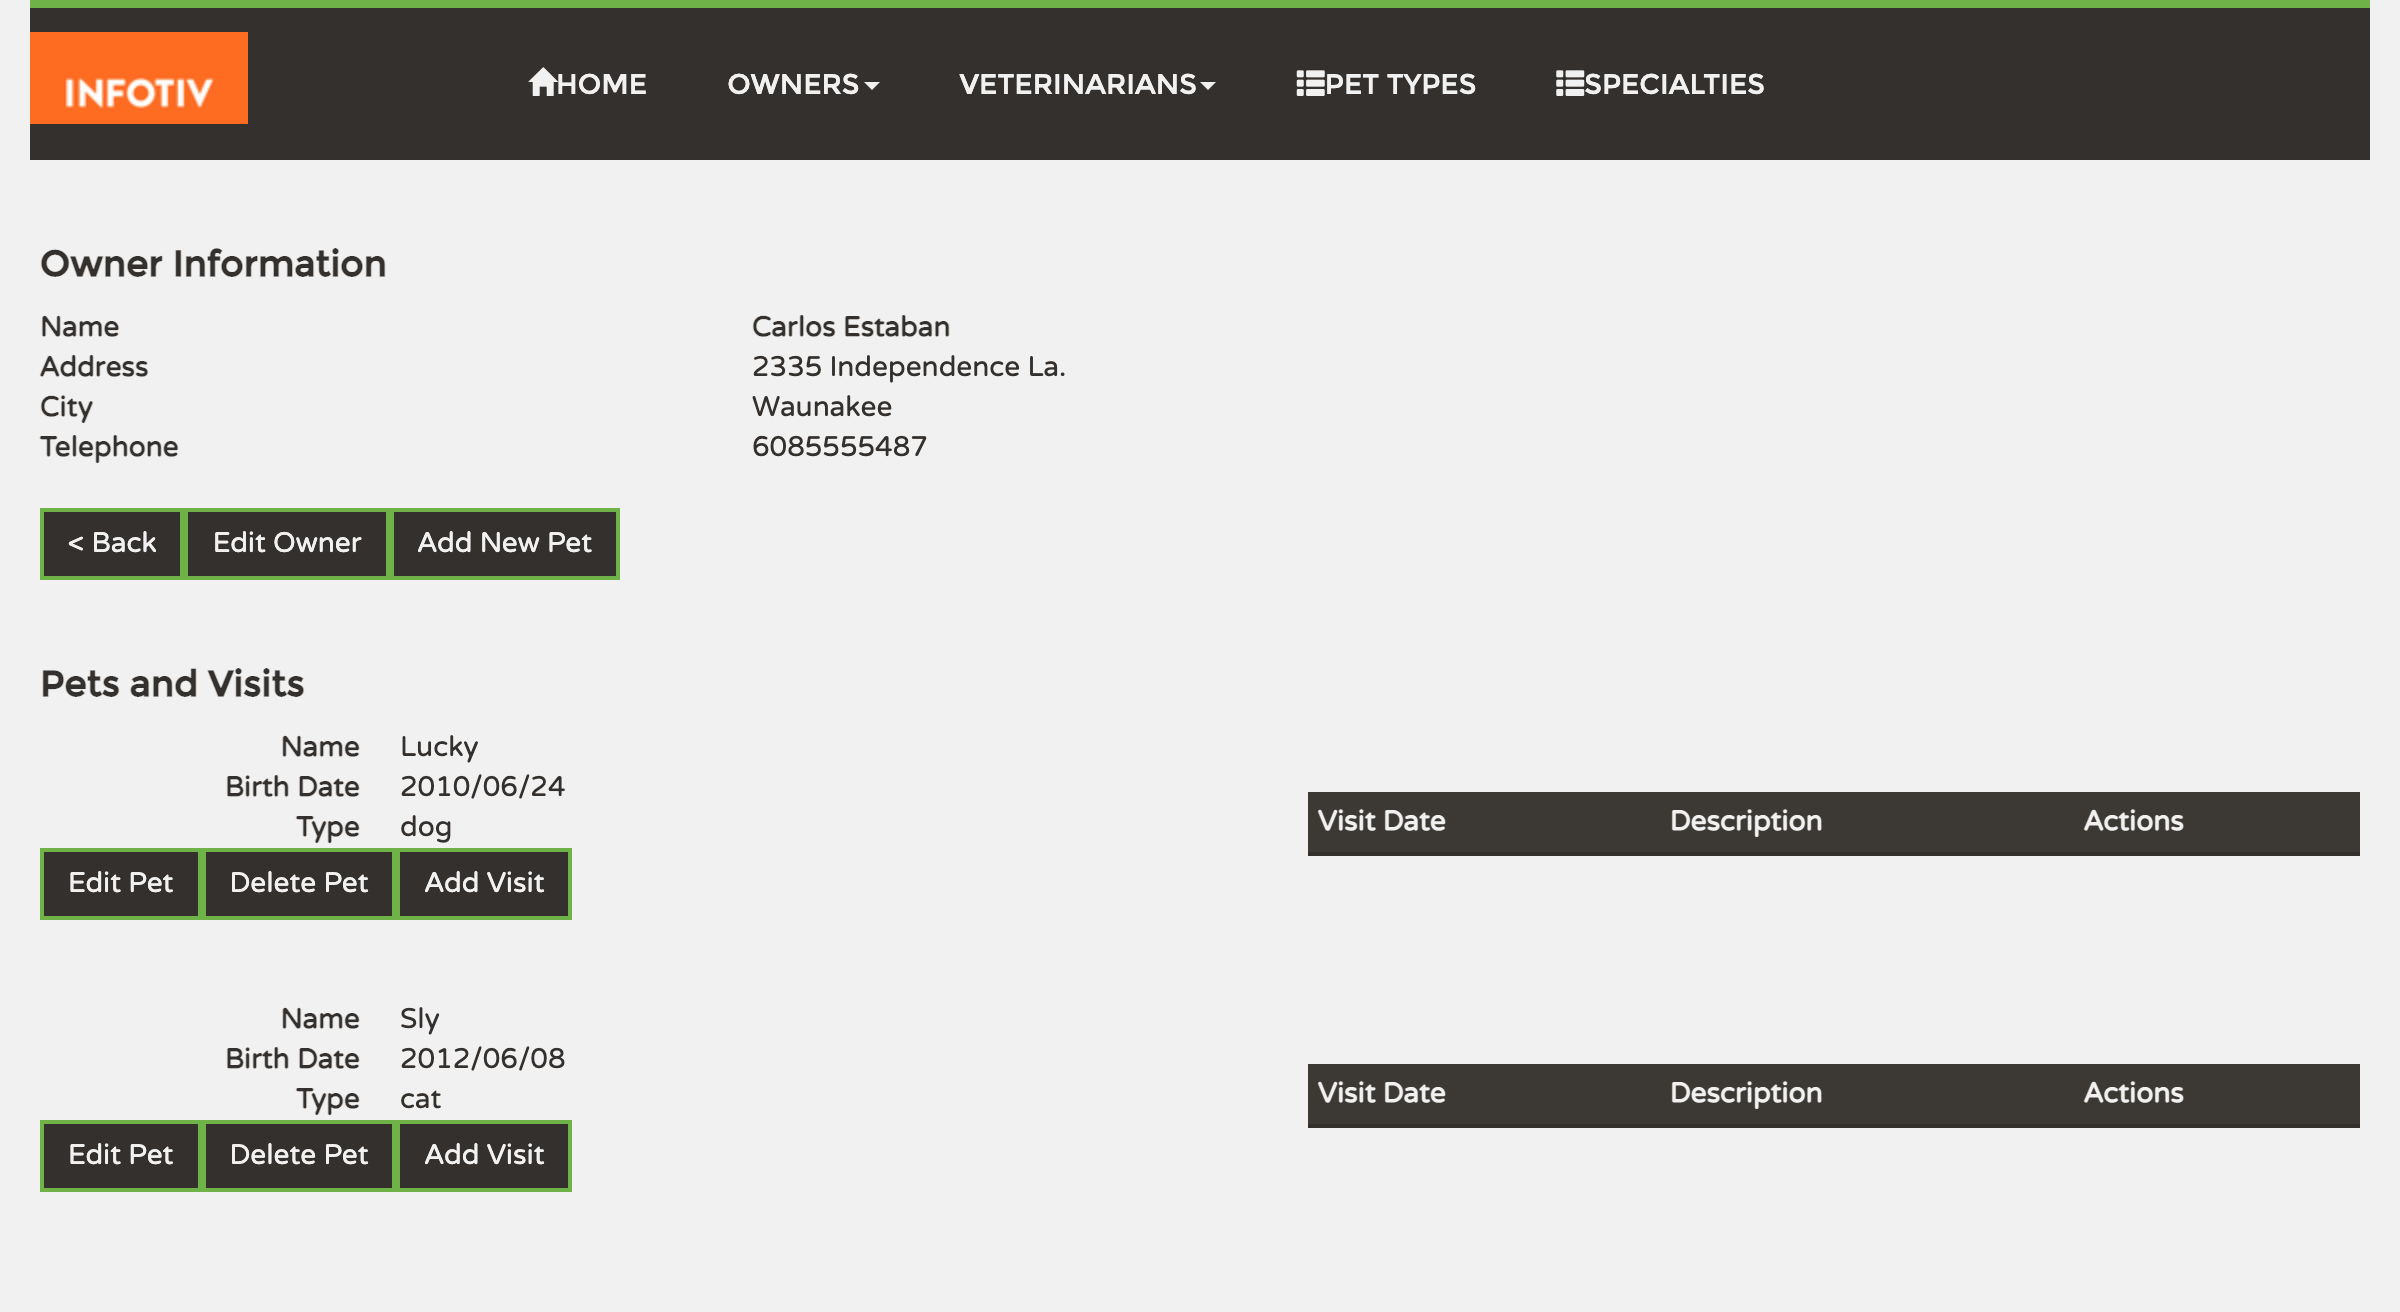 INFOTIV
HOME OWNERS VETERINARIANS PET TYPES SPECIALTIES
Owner Information
Name Carlos Estaban
Address 2335 Independence La.
City Waunakee
Telephone 6085555487
< Back Edit Owner Add New Pet
Pets and Visits
Name Lucky
Birth Date 2010/06/24
Type dog
Edit Pet Delete Pet Add Visit
Visit Date Description Actions
Name Sly
Birth Date 2012/06/08
Type cat
Edit Pet Delete Pet Add Visit
Visit Date Description Actions